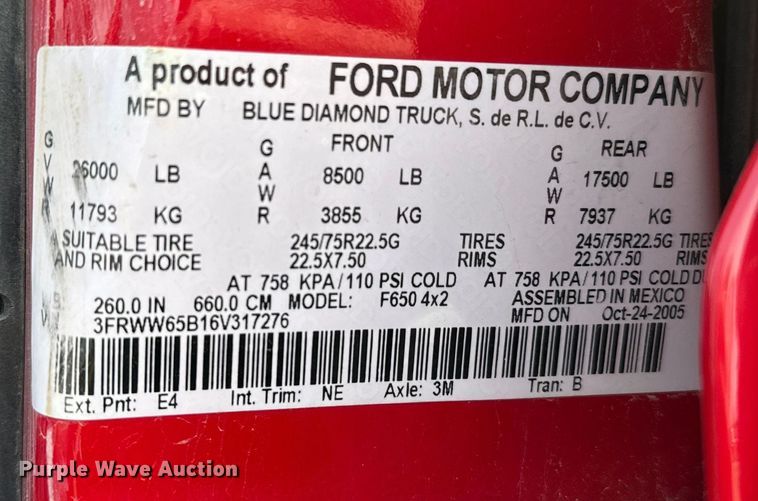 A product of FORD MOTOR COMPANY
MFD BY BLUE DIAMOND TRUCK, S. de R.L. de C.V.
GVWR 26000 LB 11793 KG
FRONT GAWR 8500 LB 3855 KG
REAR GAWR 17500 LB 7937 KG
SUITABLE TIRE 245/75R22.5G TIRES 245/75R22.5G TIRES
AND RIM CHOICE 22.5X7.50 RIMS 22.5X7.50 RIMS
AT 758 KPA/110 PSI COLD AT 758 KPA/110 PSI COLD
260.0 IN 660.0 CM MODEL: F650 4x2 ASSEMBLED IN MEXICO
3FRWW65B16V317276 MFD ON Oct-24-2005
Ext. Pnt: E4 Int. Trim: NE Axle: 3M Tran: B
Purple Wave Auction